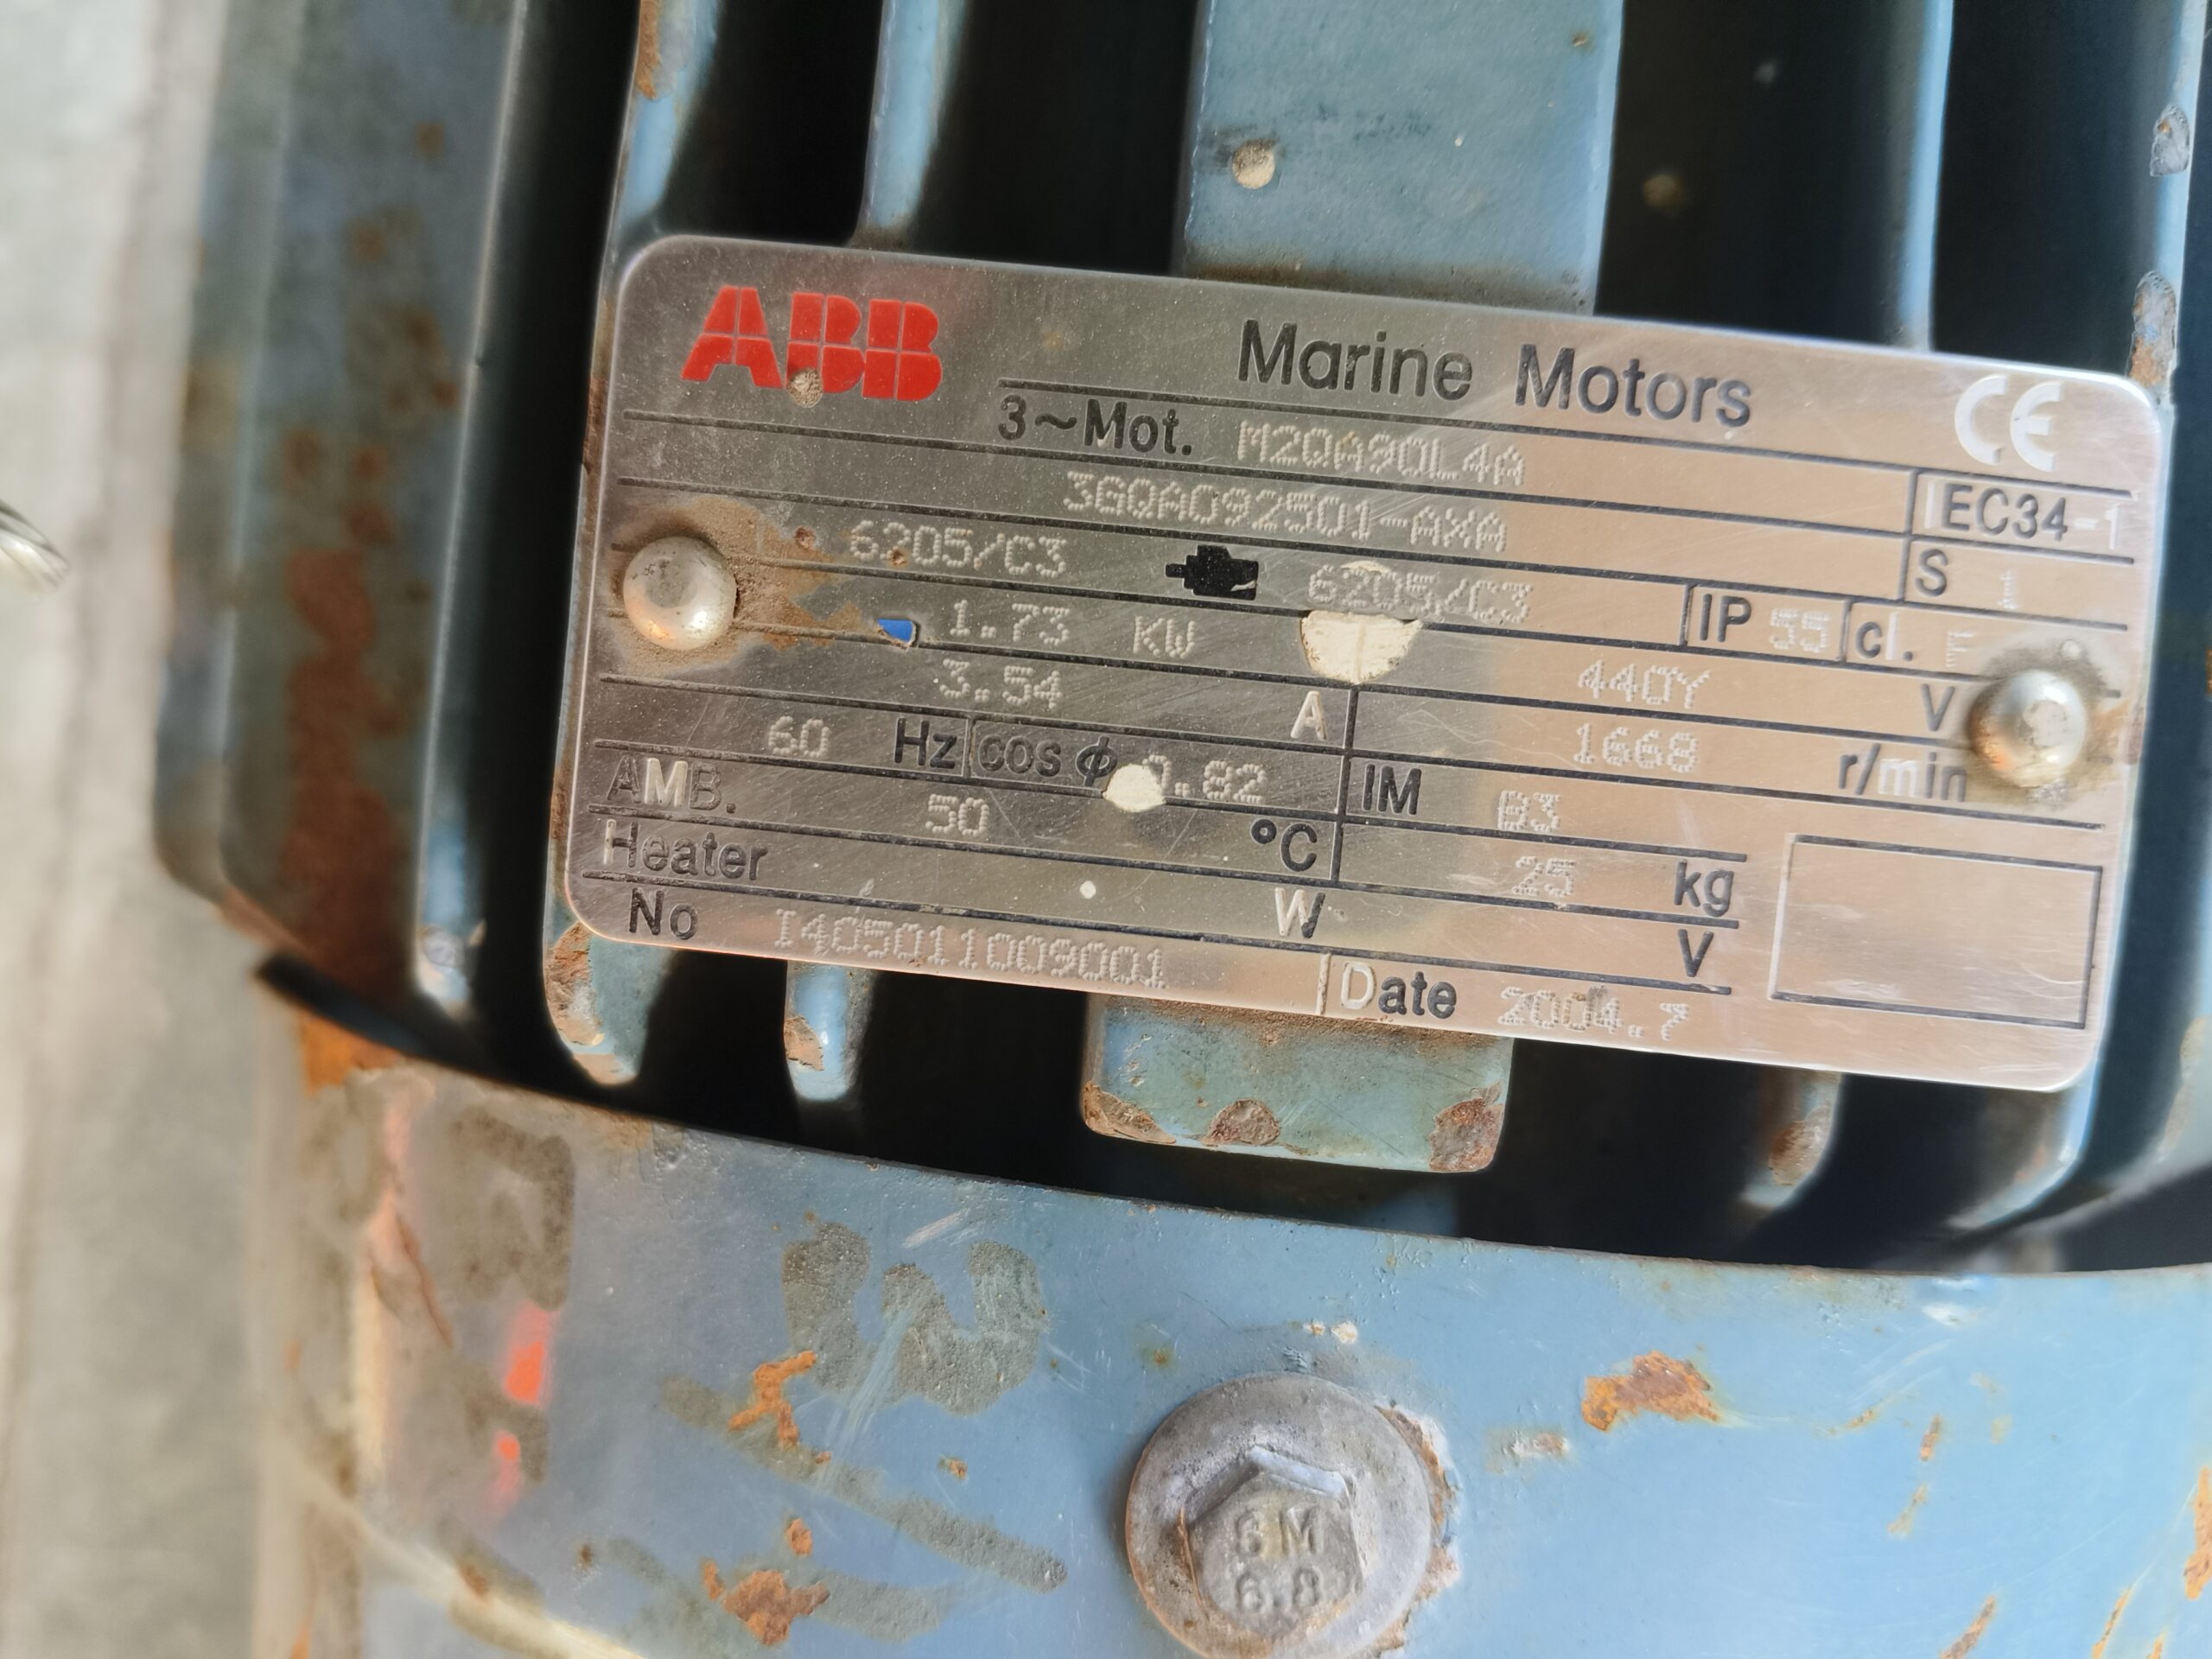 ABB Marine Motors CE
3~Mot. M2QA90L4A
3GQA092501-AXA IEC34-1
6205/C3 6205/C3 S 1
1.73 KW IP 55 cl. F
3.54 A 440Y V
60 Hz cos ϕ 0.82 1668 r/min
AMB. 50 °C IM B3
Heater W 25 kg
V
No I405011009001 Date 2004.7
8.8